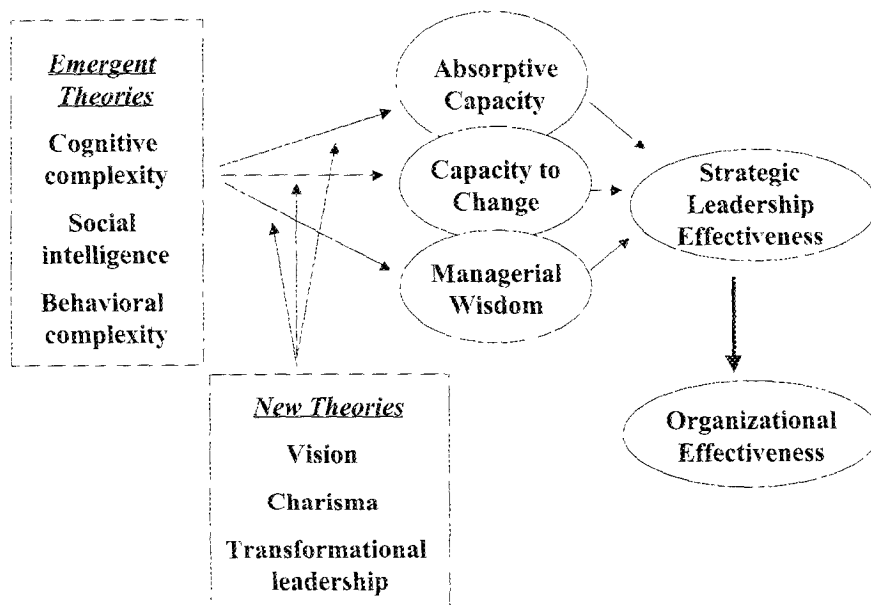 Emergent
Theories
Cognitive
complexity
Social
intelligence
Behavioral
complexity
Absorptive
Capacity
Capacity to
Change
Managerial
Wisdom
Strategic
Leadership
Effectiveness
Organizational
Effectiveness
New Theories
Vision
Charisma
Transformational
leadership